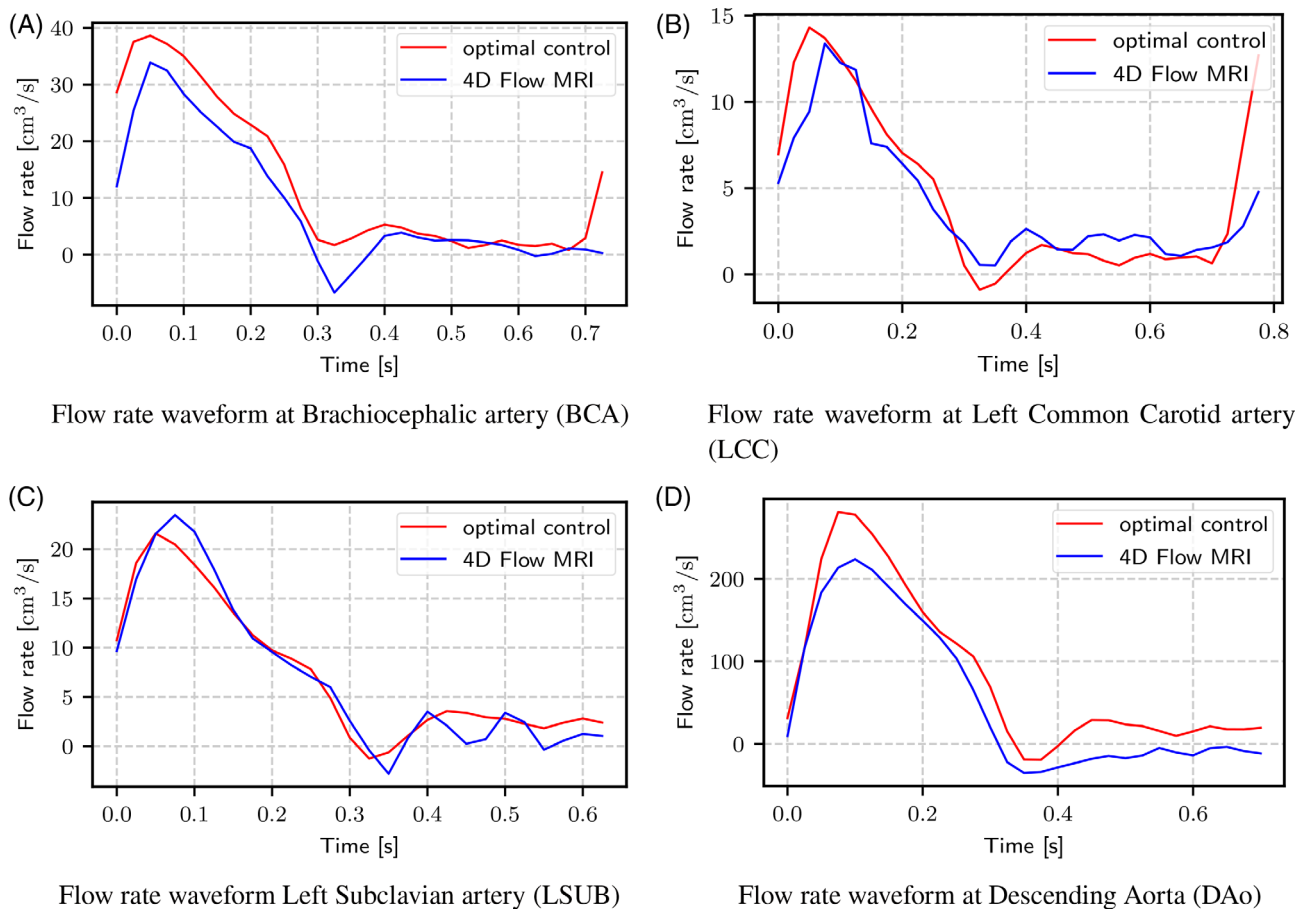 (A)
40
30
20
10
0
Flow rate [cm³/s]
optimal control
4D Flow MRI
0.0 0.1 0.2 0.3 0.4 0.5 0.6 0.7
Time [s]
Flow rate waveform at Brachiocephalic artery (BCA)
(B)
15
10
5
0
Flow rate [cm³/s]
optimal control
4D Flow MRI
0.0 0.2 0.4 0.6 0.8
Time [s]
Flow rate waveform at Left Common Carotid artery
(LCC)
(C)
20
15
10
5
0
Flow rate [cm³/s]
optimal control
4D Flow MRI
0.0 0.1 0.2 0.3 0.4 0.5 0.6
Time [s]
Flow rate waveform Left Subclavian artery (LSUB)
(D)
200
100
0
Flow rate [cm³/s]
optimal control
4D Flow MRI
0.0 0.2 0.4 0.6
Time [s]
Flow rate waveform at Descending Aorta (DAo)